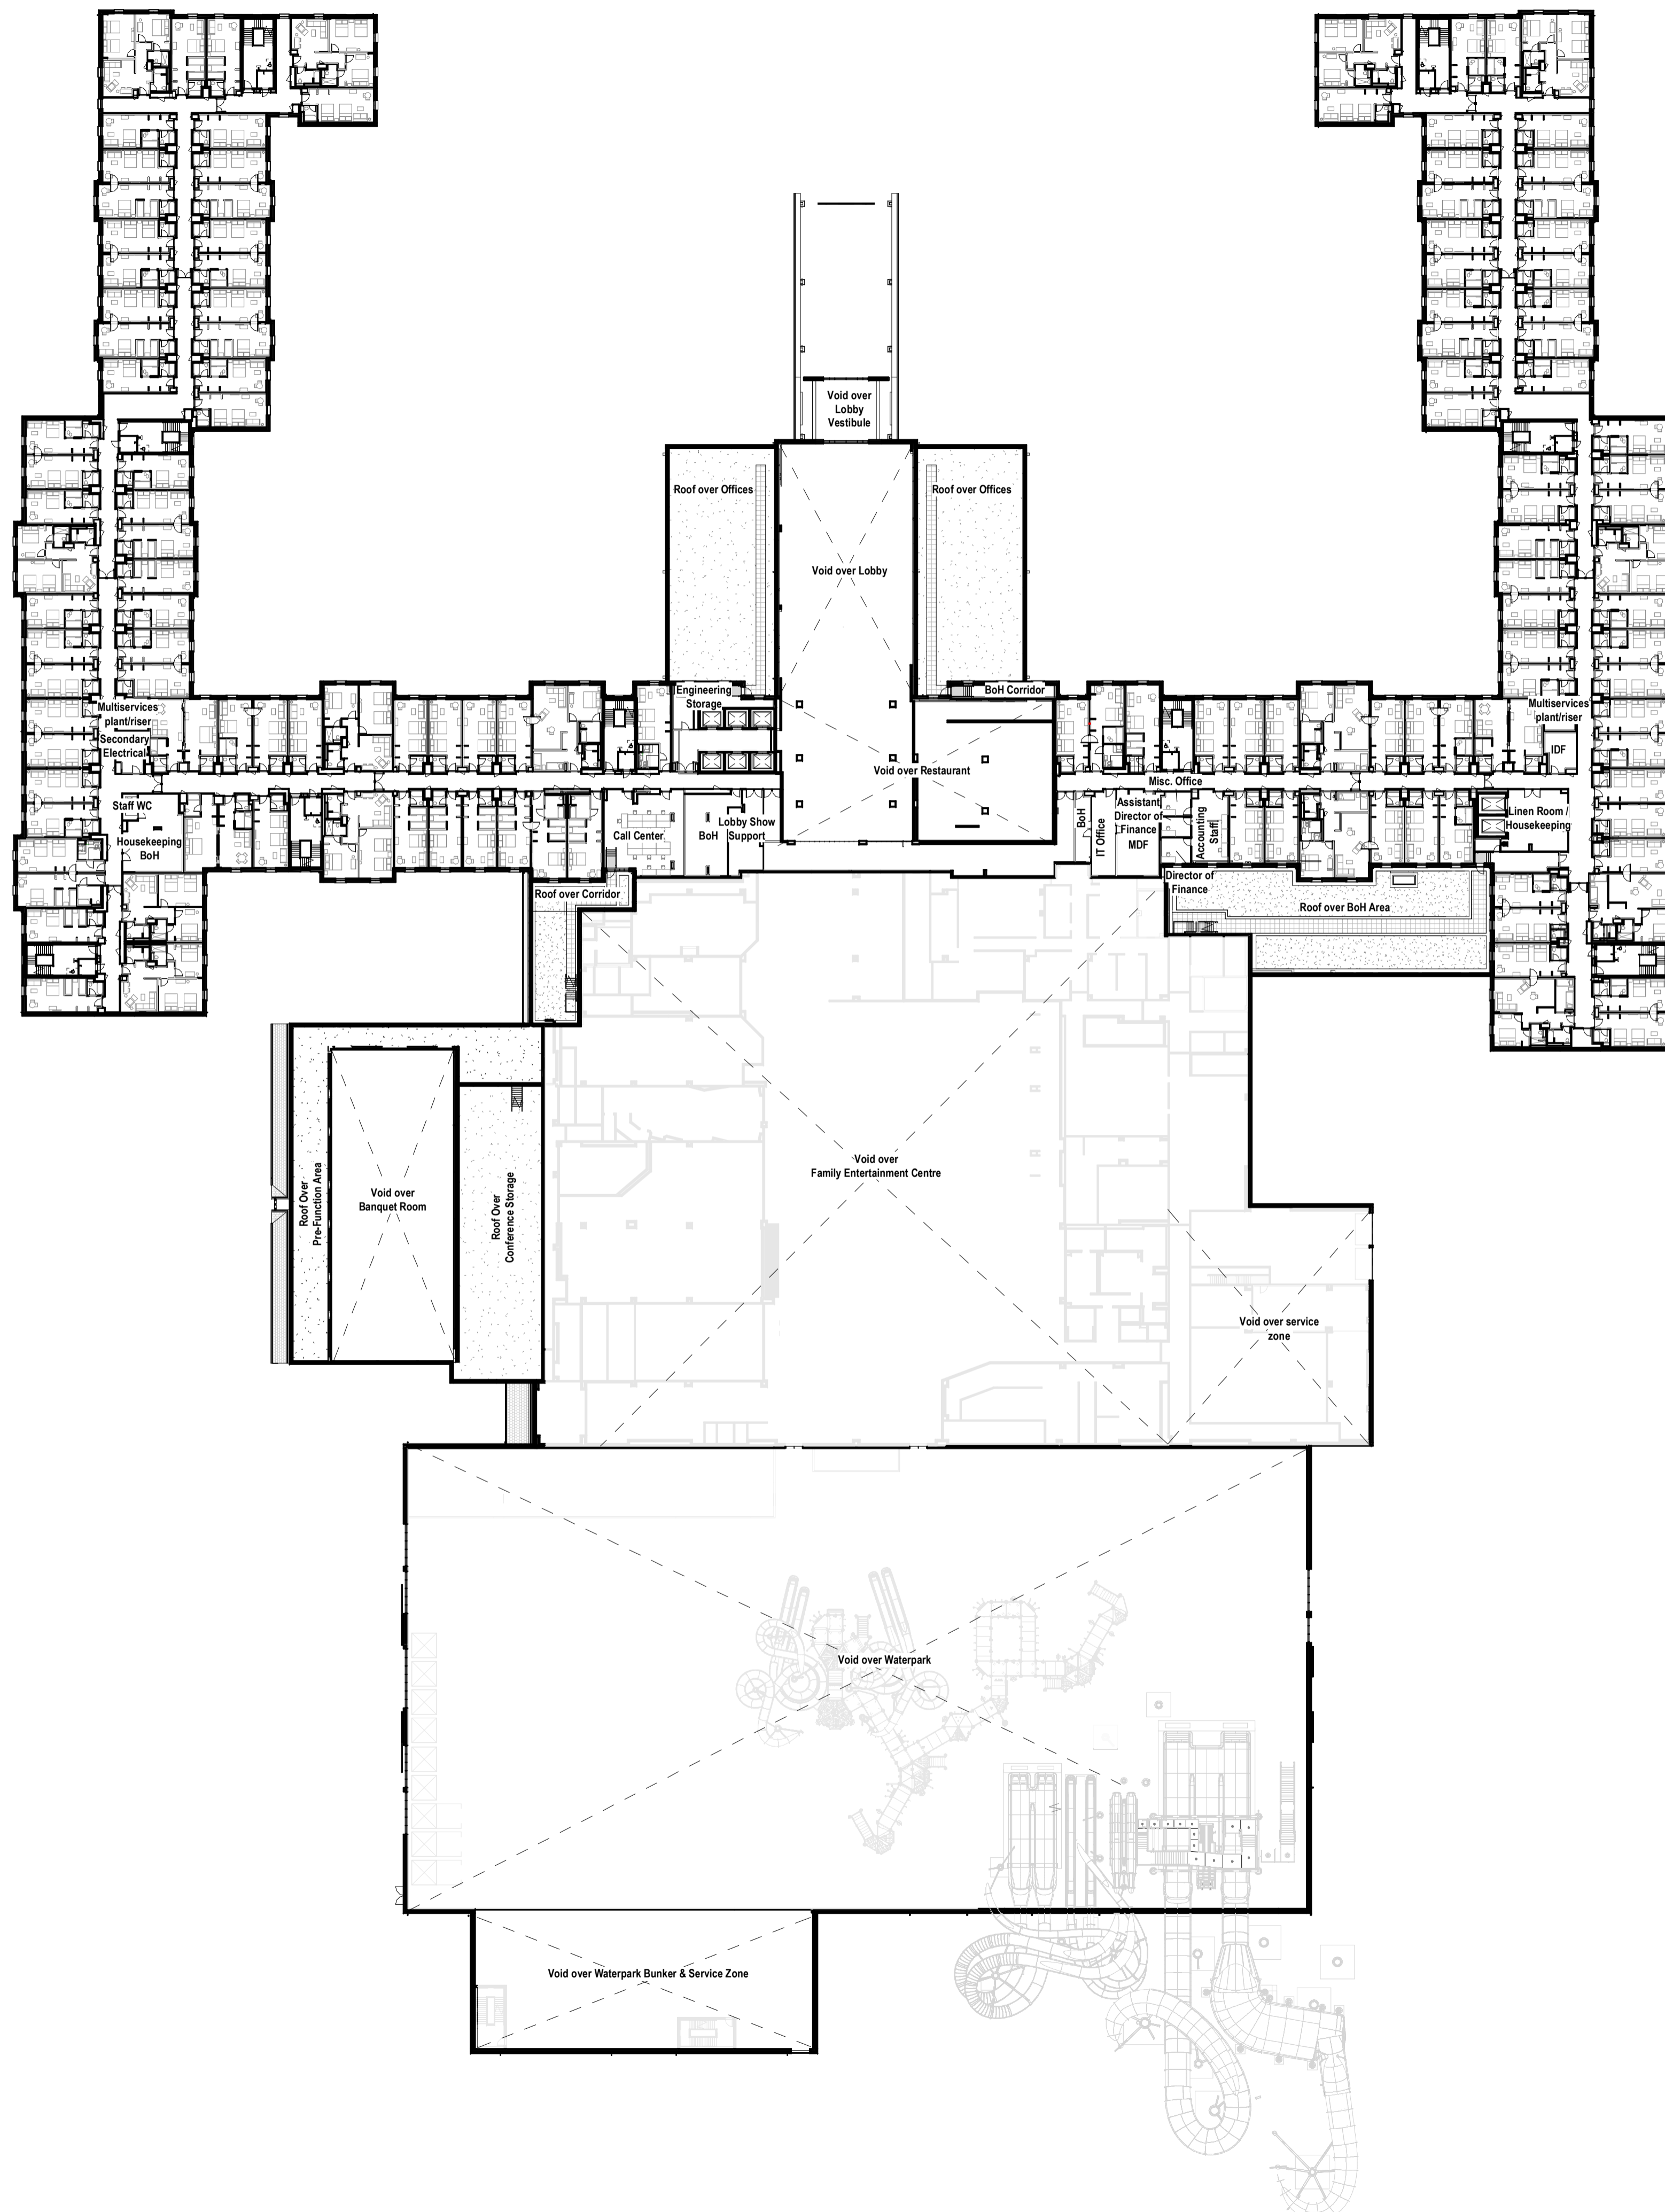 Void over
Lobby
Vestibule
Roof over Offices
Roof over Offices
Void over Lobby
Engineering
Storage
BoH Corridor
Multiservices
plant/riser
Secondary
Electrical
Multiservices
plant/riser
IDF
Void over Restaurant
Misc. Office
Staff WC
Housekeeping
BoH
Call Center
BoH
Lobby Show
Support
BoH
IT Office
Assistant
Director of
Finance
MDF
Accounting
Staff
Linen Room /
Housekeeping
Director of
Finance
Roof over Corridor
Roof over BoH Area
Void over
Family Entertainment Centre
Roof Over
Pre-Function Area
Void over
Banquet Room
Roof Over
Conference Storage
Void over service
zone
Void over Waterpark
Void over Waterpark Bunker & Service Zone